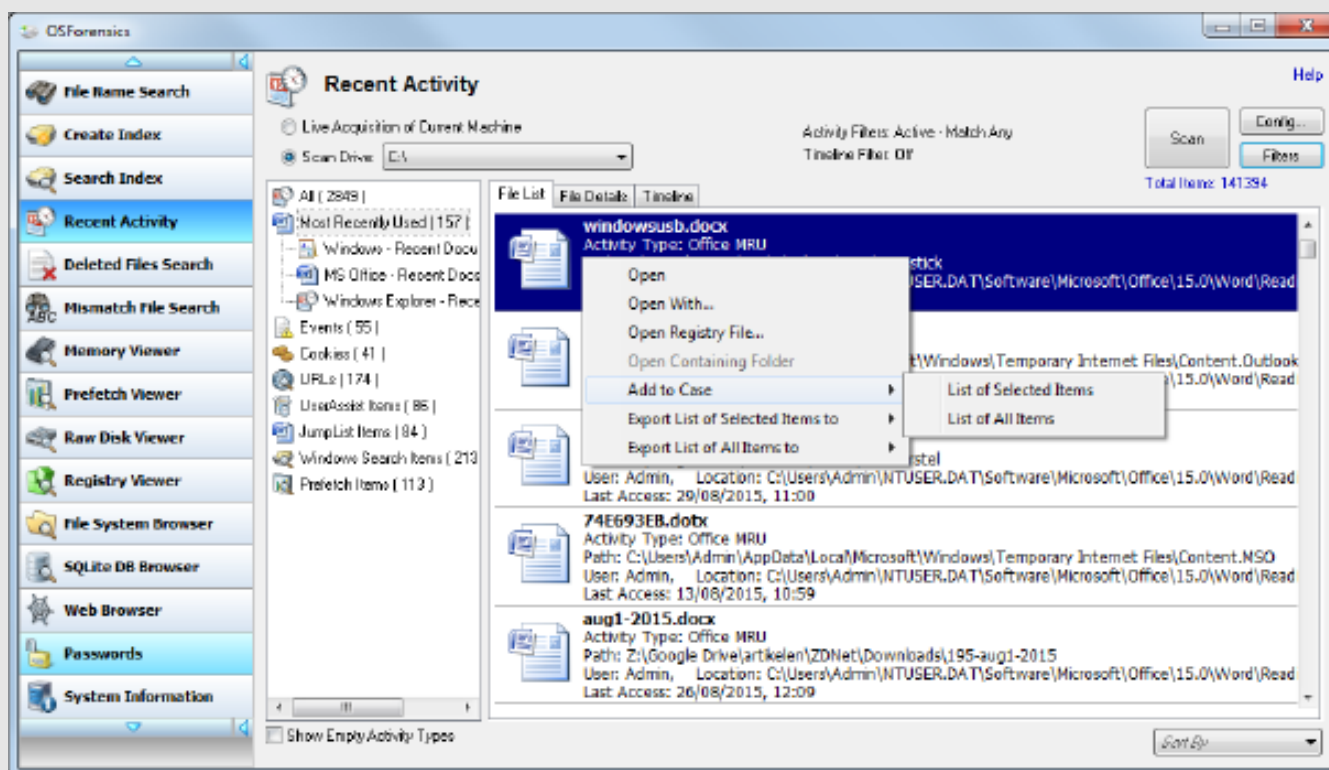 OSForensics
File Name Search
Create Index
Search Index
Recent Activity
Deleted Files Search
Mismatch File Search
Memory Viewer
Prefetch Viewer
Raw Disk Viewer
Registry Viewer
File System Browser
SQLite DB Browser
Web Browser
Passwords
System Information
Recent Activity
Help
Live Acquisition of Current Machine
Scan Drive:
Activity Filters: Active - Match Any
Timeline Filter: Off
Scan
Config...
Filters
Total Items: 141394
All ( 2849 )
Most Recently Used ( 157 )
Windows - Recent Docu
MS Office - Recent Docs
Windows Explorer - Rece
Events ( 55 )
Cookies ( 41 )
URLs ( 174 )
UserAssist Items ( 86 )
JumpList Items ( 84 )
Windows Search Items ( 213
Prefetch Items ( 113 )
Show Empty Activity Types
File List
File Details
Timeline
windowsusb.docx
Activity Type: Office MRU
stick
SER.DAT\Software\Microsoft\Office\15.0\Word\Read
Open
Open With...
Open Registry File...
Open Containing Folder
Add to Case
Export List of Selected Items to
Export List of All Items to
List of Selected Items
List of All Items
t\Windows\Temporary Internet Files\Content.Outlook
\15.0\Word\Read
rstel
User: Admin, Location: C:\Users\Admin\NTUSER.DAT\Software\Microsoft\Office\15.0\Word\Read
Last Access: 29/08/2015, 11:00
74E693EB.dotx
Activity Type: Office MRU
Path: C:\Users\Admin\AppData\Local\Microsoft\Windows\Temporary Internet Files\Content.MSO
User: Admin, Location: C:\Users\Admin\NTUSER.DAT\Software\Microsoft\Office\15.0\Word\Read
Last Access: 13/08/2015, 10:59
aug1-2015.docx
Activity Type: Office MRU
Path: Z:\Google Drive\artikelen\ZDNet\Downloads\195-aug1-2015
User: Admin, Location: C:\Users\Admin\NTUSER.DAT\Software\Microsoft\Office\15.0\Word\Read
Last Access: 26/08/2015, 12:09
Sort By